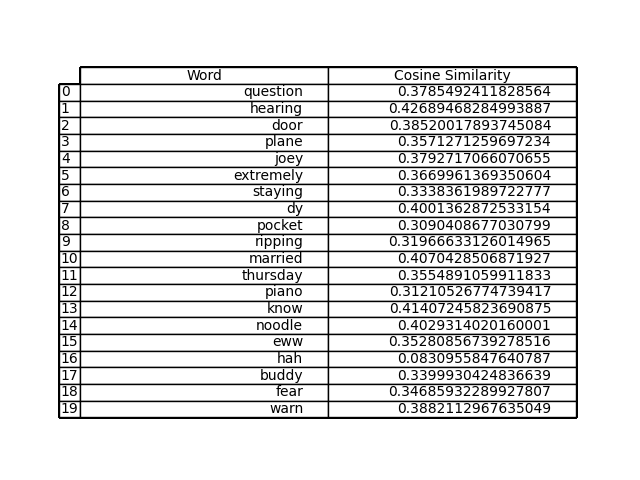 Word Cosine Similarity
0 question 0.3785492411828564
1 hearing 0.42689468284993887
2 door 0.38520017893745084
3 plane 0.3571271259697234
4 joey 0.3792717066070655
5 extremely 0.3669961369350604
6 staying 0.3338361989722777
7 dy 0.4001362872533154
8 pocket 0.3090408677030799
9 ripping 0.31966633126014965
10 married 0.4070428506871927
11 thursday 0.3554891059911833
12 piano 0.31210526774739417
13 know 0.41407245823690875
14 noodle 0.4029314020160001
15 eww 0.35280856739278516
16 hah 0.0830955847640787
17 buddy 0.3399930424836639
18 fear 0.34685932289927807
19 warn 0.3882112967635049